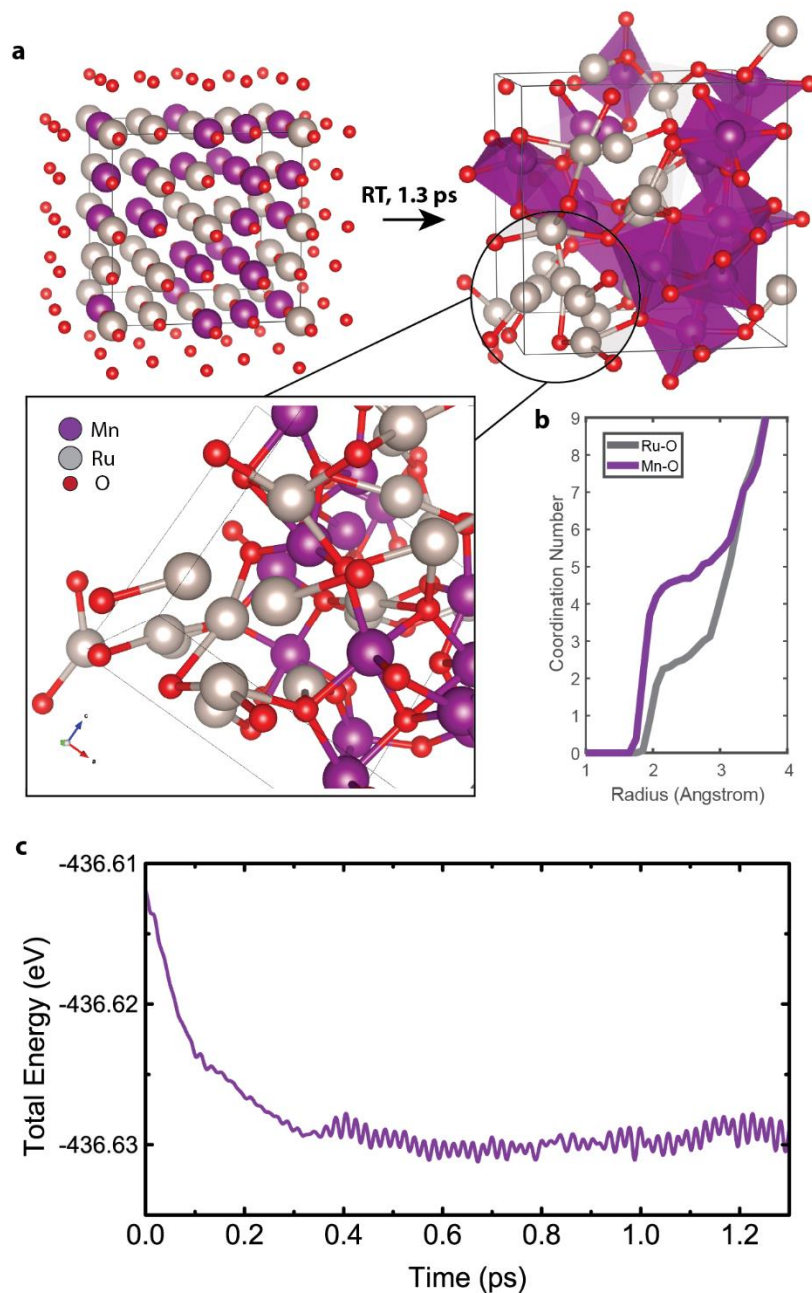 a
RT, 1.3 ps
Mn
Ru
O
c
a
b
Ru-O
Mn-O
Coordination Number
9
8
7
6
5
4
3
2
1
0
1 2 3 4
Radius (Angstrom)
c
Total Energy (eV)
-436.61
-436.62
-436.63
0.0 0.2 0.4 0.6 0.8 1.0 1.2
Time (ps)